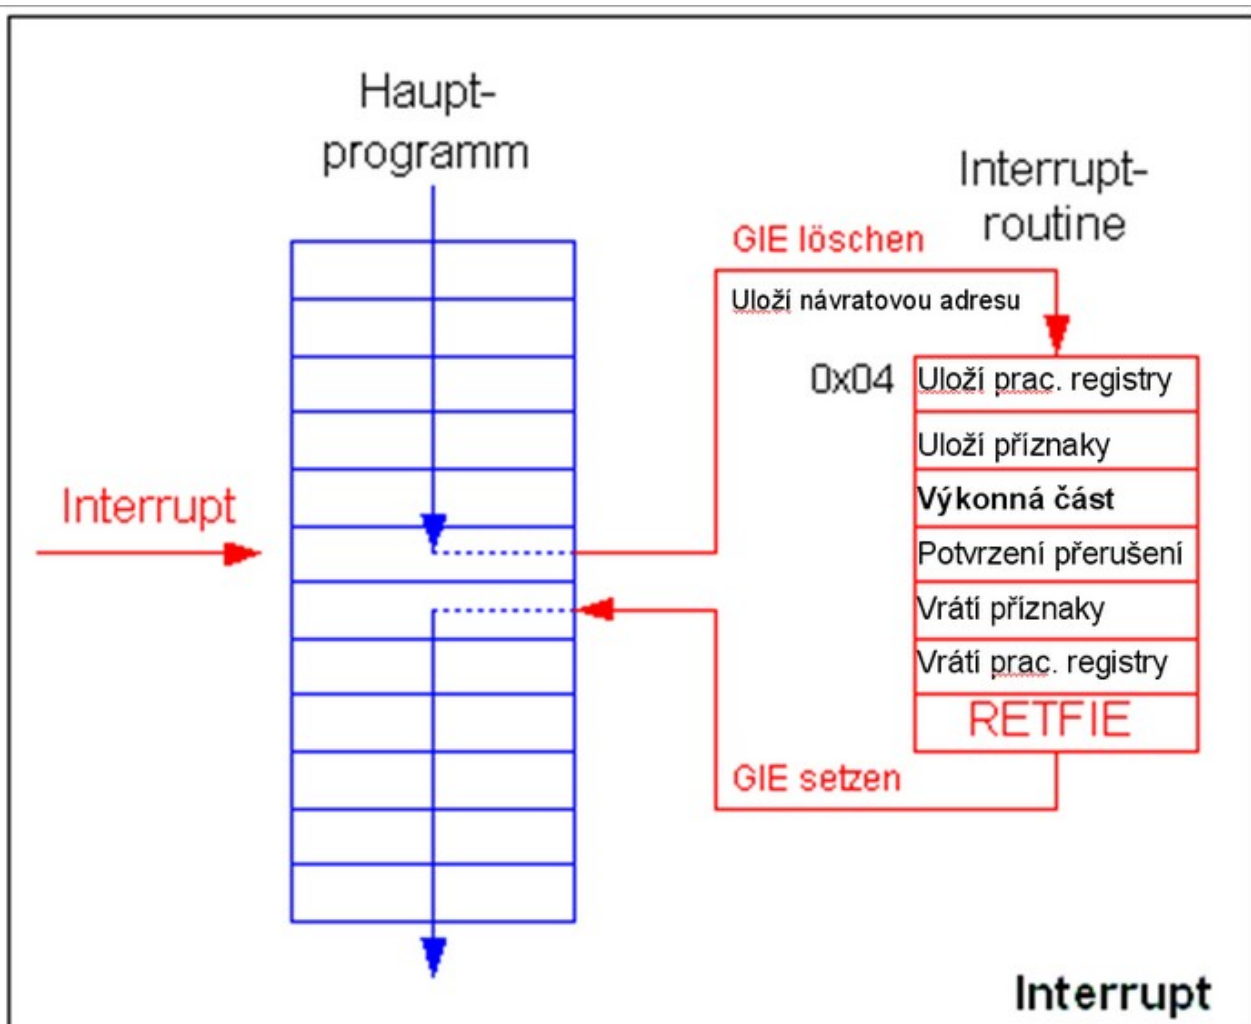 Haupt-
programm
Interrupt-
routine
GIE löschen
Uloží návratovou adresu
0x04
Uloží prac. registry
Uloží příznaky
Interrupt
Výkonná část
Potvrzení přerušení
Vrátí příznaky
Vrátí prac. registry
RETFIE
GIE setzen
Interrupt